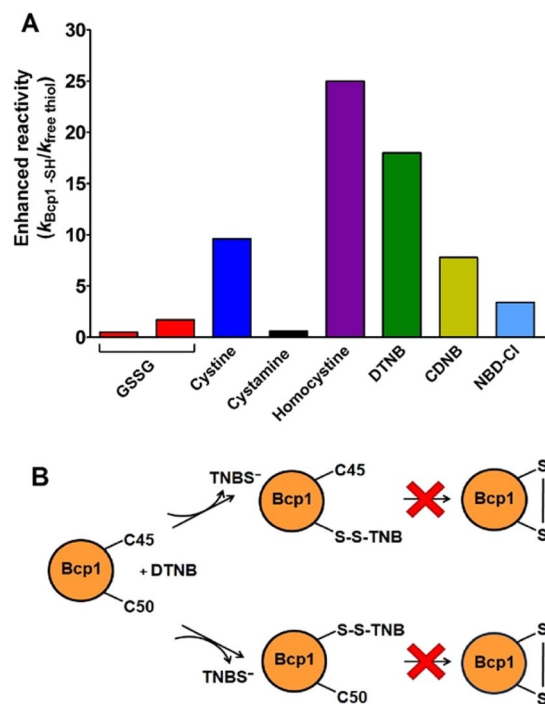 A
Enhanced reactivity
(kBcp1 -SH/kfree thiol)
30
25
20
15
10
5
0
GSSG
Cystine
Cystamine
Homocystine
DTNB
CDNB
NBD-Cl
B
TNBS⁻
Bcp1
C45
S-S-TNB
Bcp1
S
S
Bcp1
C45
+ DTNB
C50
TNBS⁻
Bcp1
S-S-TNB
C50
Bcp1
S
S